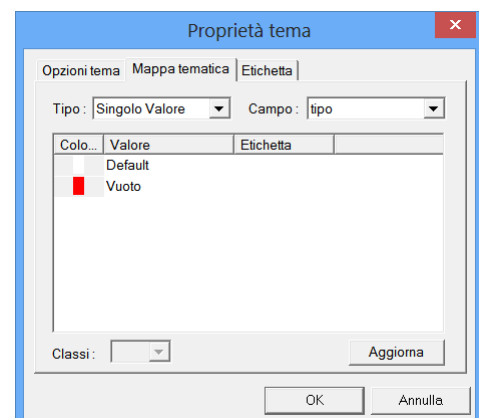 Proprietà tema
Opzioni tema Mappa tematica Etichetta
Tipo : Singolo Valore Campo : tipo
Colo... Valore Etichetta
Default
Vuoto
Classi : Aggiorna
OK Annulla